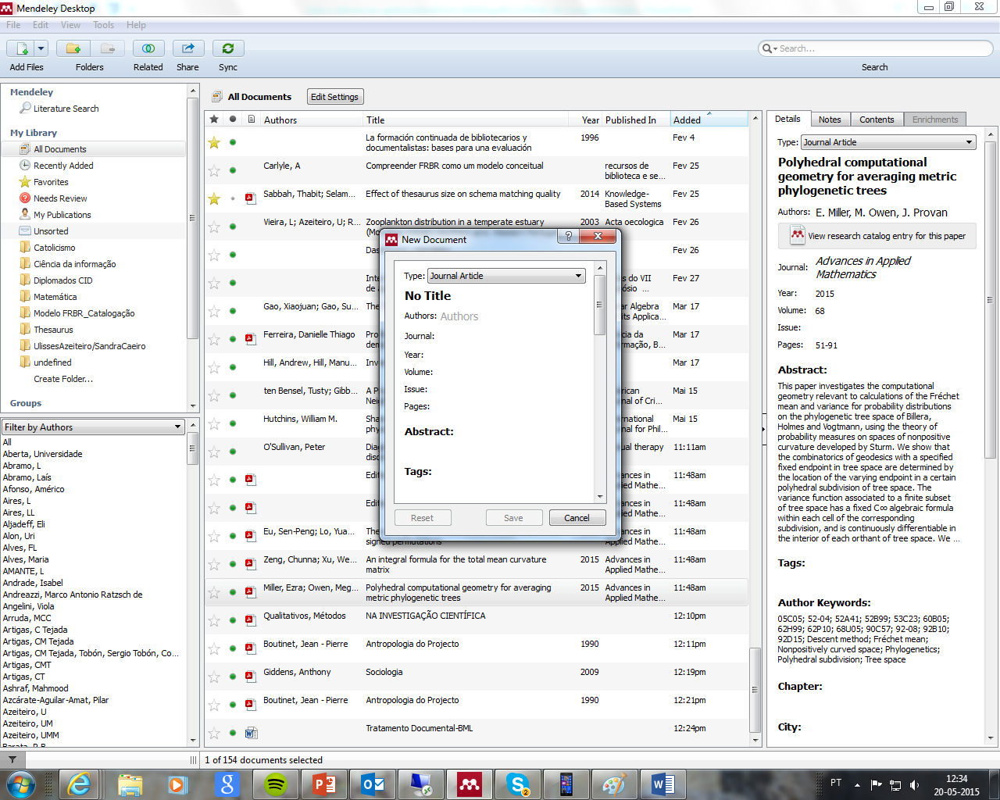 Mendeley Desktop
File Edit View Tools Help
Add Files Folders Related Share Sync
Search...
Search
Mendeley
Literature Search
My Library
All Documents
Recently Added
Favorites
Needs Review
My Publications
Unsorted
Catolicismo
Ciência da informação
Diplomados CID
Matemática
Modelo FRBR_Catalogação
Thesaurus
UlissesAzeiteiro/SandraCaeiro
undefined
Create Folder...
Groups
Filter by Authors
All
Aberta, Universidade
Abramo, L
Abramo, Laís
Afonso, Américo
Aires, L
Aires, LL
Aljadeff, Eli
Alon, Uri
Alves, FL
Alves, Maria
AMANTE, L
Andrade, Isabel
Andreazzi, Marco Antonio Ratzsch de
Angelini, Viola
Arruda, MCC
Artigas, C Tejada
Artigas, CM Tejada
Artigas, CM Tejada, Tobón, Sergio Tobón, Co...
Artigas, CMT
Artigas, CT
Ashraf, Mahmood
Azcárate-Aguilar-Amat, Pilar
Azeiteiro, U
Azeiteiro, UM
Azeiteiro, UMM
All Documents Edit Settings
Authors Title Year Published In Added
La formación continuada de bibliotecarios y 1996 Fev 4
documentalistas: bases para una evaluación
Carlyle, A Compreender FRBR como um modelo conceitual recursos de Fev 25
biblioteca e se...
Sabbah, Thabit; Selam... Effect of thesaurus size on schema matching quality 2014 Knowledge- Fev 25
Based Systems
Vieira, L; Azeiteiro, U; R... Zooplankton distribution in a temperate estuary 2003 Acta oecologica Fev 26
(Mo
Das Fev 26
Inte s do VII Fev 27
de a ósio ...
Gao, Xiaojuan; Gao, Su... The ar Algebra Mar 17
its Applica...
Ferreira, Danielle Thiago Pro cia da Mar 17
dem rmação, B...
Hill, Andrew, Hill, Manu... Inv Mar 17
ten Bensel, Tusty; Gibb... A P rican Mai 15
Neig nal of Cri...
Hutchins, William M. Sha rnational Mai 15
phy nal for Phil...
O'Sullivan, Peter Diag ual therapy 11:11am
disc
Edit ances in 11:48am
Applied Mathe...
Edit ances in 11:48am
Applied Mathe...
Eu, Sen-Peng; Lo, Yua... The ances in 11:48am
signed permutations Applied Mathe...
Zeng, Chunna; Xu, We... An integral formula for the total mean curvature 2015 Advances in 11:48am
matrix Applied Mathe...
Miller, Ezra; Owen, Meg... Polyhedral computational geometry for averaging 2015 Advances in 11:48am
metric phylogenetic trees Applied Mathe...
Qualitativos, Métodos NA INVESTIGAÇÃO CIENTÍFICA 12:10pm
Boutinet, Jean - Pierre Antropologia do Projecto 1990 12:11pm
Giddens, Anthony Sociologia 2009 12:19pm
Boutinet, Jean - Pierre Antropologia do Projecto 1990 12:21pm
Tratamento Documental-BML 12:24pm
New Document
Type: Journal Article
No Title
Authors: Authors
Journal:
Year:
Volume:
Issue:
Pages:
Abstract:
Tags:
Reset Save Cancel
Details Notes Contents Enrichments
Type: Journal Article
Polyhedral computational
geometry for averaging metric
phylogenetic trees
Authors: E. Miller, M. Owen, J. Provan
View research catalog entry for this paper
Journal: Advances in Applied
Mathematics
Year: 2015
Volume: 68
Issue:
Pages: 51-91
Abstract:
This paper investigates the computational
geometry relevant to calculations of the Fréchet
mean and variance for probability distributions
on the phylogenetic tree space of Billera,
Holmes and Vogtmann, using the theory of
probability measures on spaces of nonpositive
curvature developed by Sturm. We show that
the combinatorics of geodesics with a specified
fixed endpoint in tree space are determined by
the location of the varying endpoint in a certain
polyhedral subdivision of tree space. The
variance function associated to a finite subset
of tree space has a fixed C∞ algebraic formula
within each cell of the corresponding
subdivision, and is continuously differentiable in
the interior of each orthant of tree space. We ...
Tags:
Author Keywords:
05C05; 52-04; 52A41; 52B99; 53C23; 60B05;
62H99; 62P10; 68U05; 90C57; 92-08; 92B10;
92D15; Descent method; Fréchet mean;
Nonpositively curved space; Phylogenetics;
Polyhedral subdivision; Tree space
Chapter:
City:
1 of 154 documents selected
PT 12:34
20-05-2015